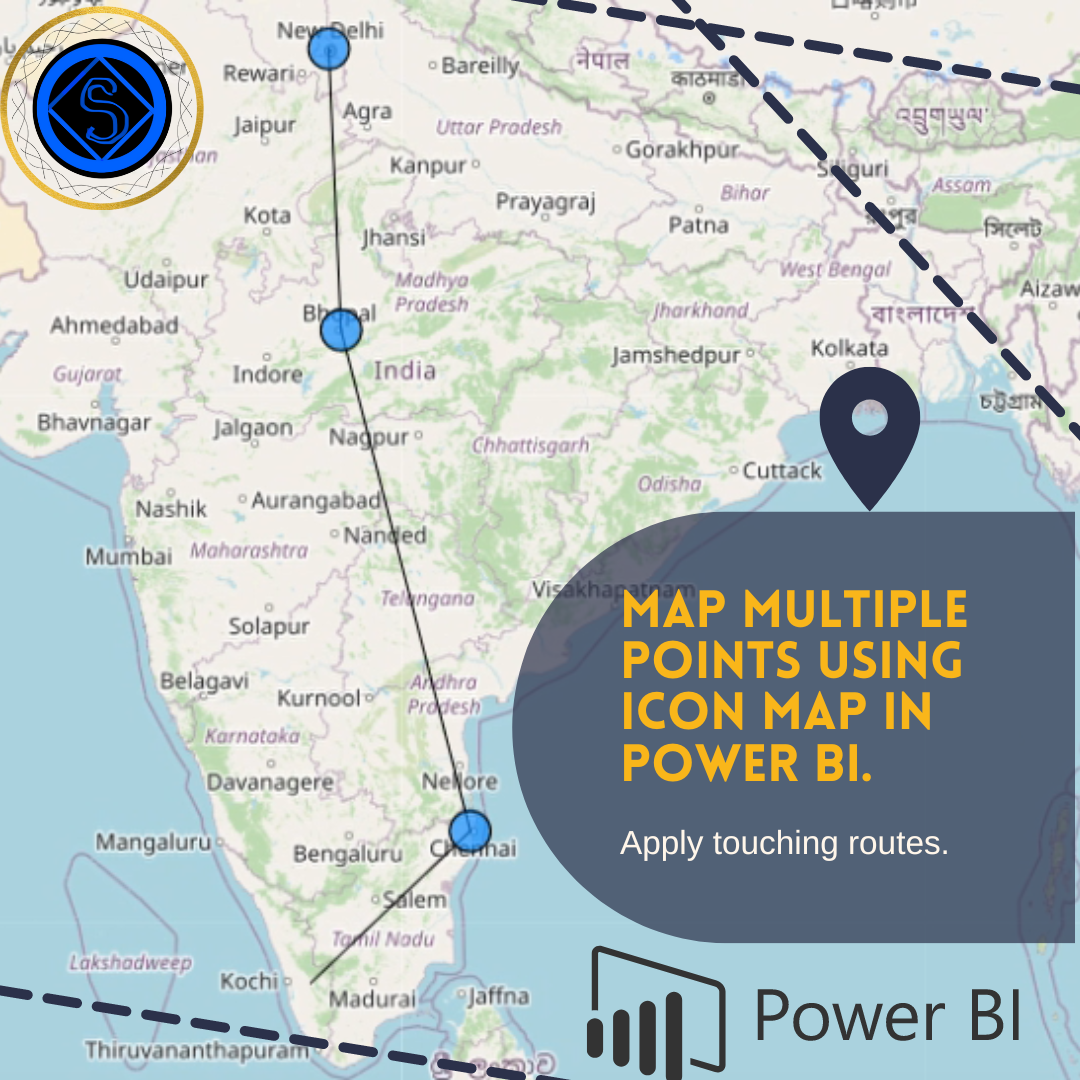 New Delhi
Rewari
Bareilly
नेपाल
काठमाडौं
Jaipur
Agra
Uttar Pradesh
འབྲུག་ཡུལ་
Kanpur
Gorakhpur
Siliguri
Assam
Kota
Prayagraj
Bihar
রংপুর
সিলেট
Jhansi
Patna
Udaipur
Madhya
Pradesh
West Bengal
Aizaw
Ahmedabad
Bhopal
Jharkhand
বাংলাদেশ
Gujarat
Indore
India
Jamshedpur
Kolkata
চট্টগ্রাম
Bhavnagar
Jalgaon
Nagpur
Chhattisgarh
Cuttack
Odisha
Nashik
Aurangabad
Nanded
Mumbai
Maharashtra
Visakhapatnam
Telangana
Solapur
MAP MULTIPLE
POINTS USING
ICON MAP IN
POWER BI.
Apply touching routes.
Belagavi
Kurnool
Andhra
Pradesh
Karnataka
Davanagere
Nellore
Mangaluru
Bengaluru
Chennai
Salem
Tamil Nadu
Lakshadweep
Kochi
Madurai
Jaffna
Thiruvananthapuram
Power BI
S